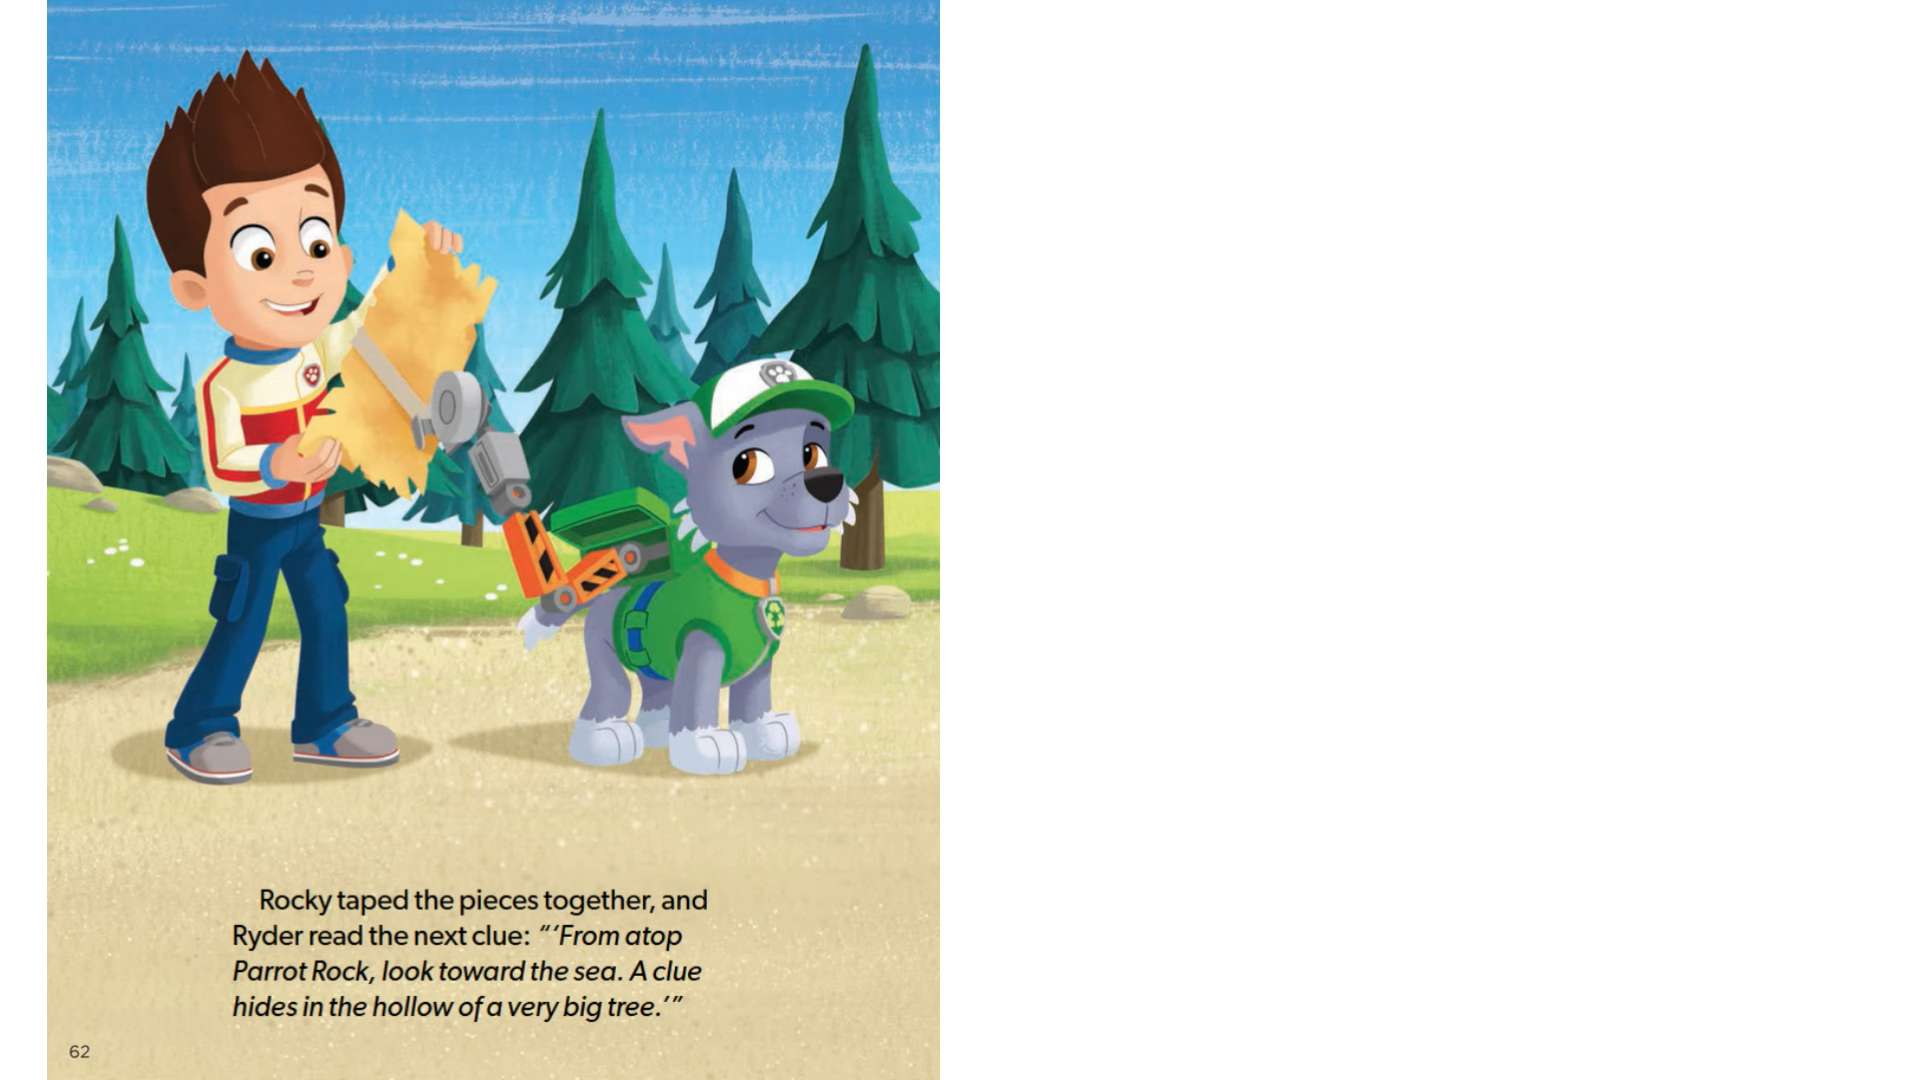 Rocky taped the pieces together, and
Ryder read the next clue: “‘From atop
Parrot Rock, look toward the sea. A clue
hides in the hollow of a very big tree.’”
62